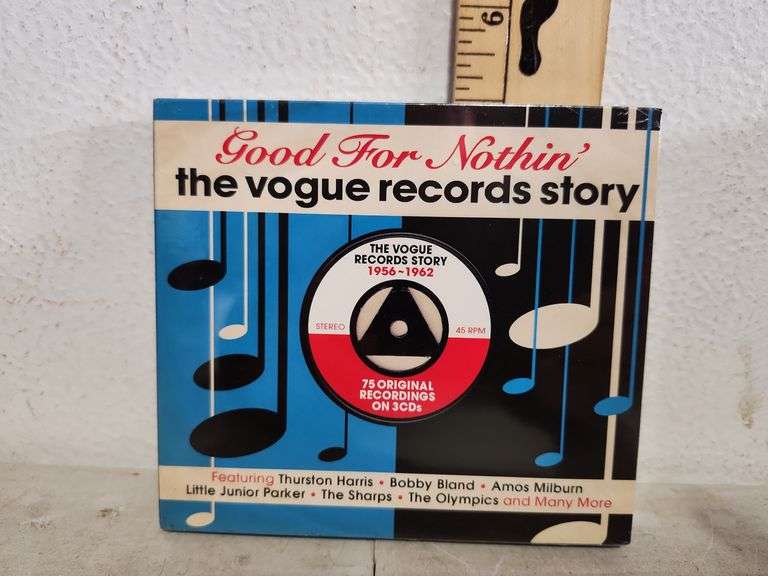 6
Good For Nothin'
the vogue records story
THE VOGUE
RECORDS STORY
1956~1962
STEREO
45 RPM
75 ORIGINAL
RECORDINGS
ON 3CDs
Featuring Thurston Harris • Bobby Bland • Amos Milburn
Little Junior Parker • The Sharps • The Olympics and Many More